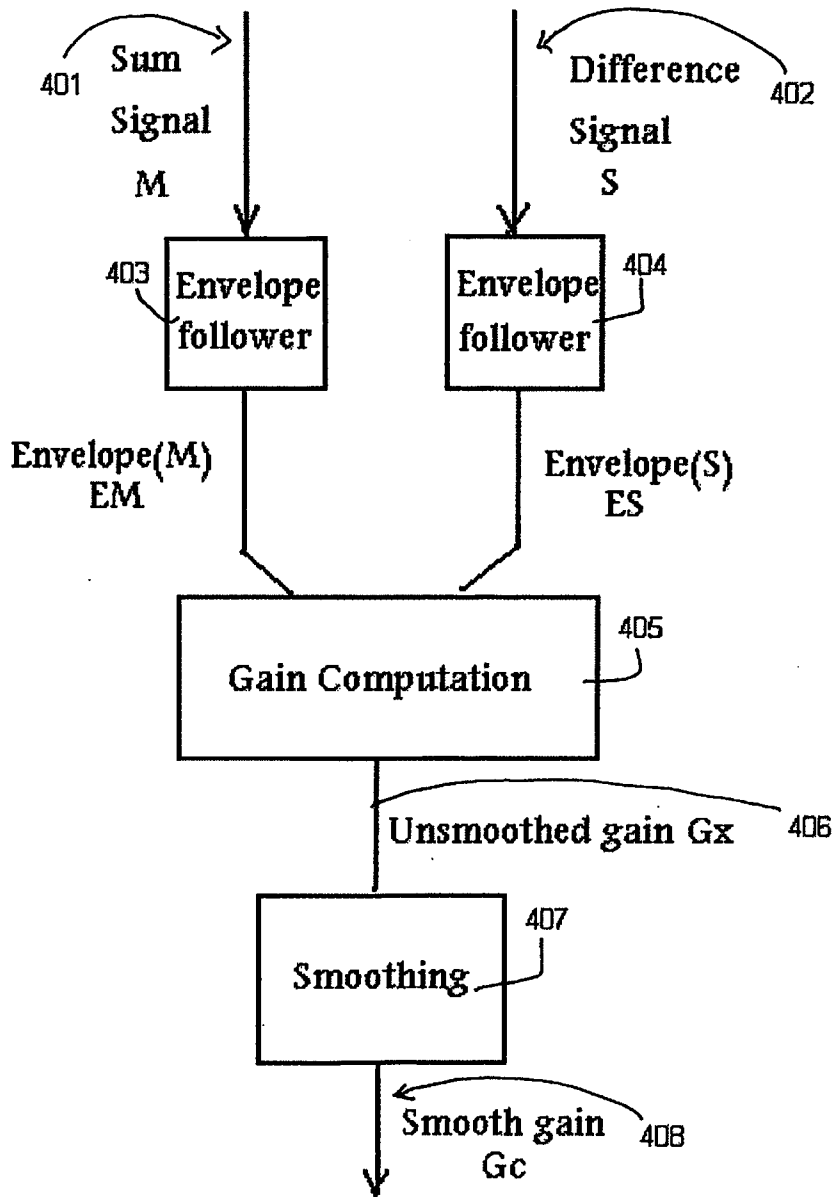 401
Sum
Signal
M
Difference
Signal
S
402
403
Envelope
follower
Envelope
follower
404
Envelope(M)
EM
Envelope(S)
ES
Gain Computation
405
Unsmoothed gain Gx
406
Smoothing
407
Smooth gain
Gc
408